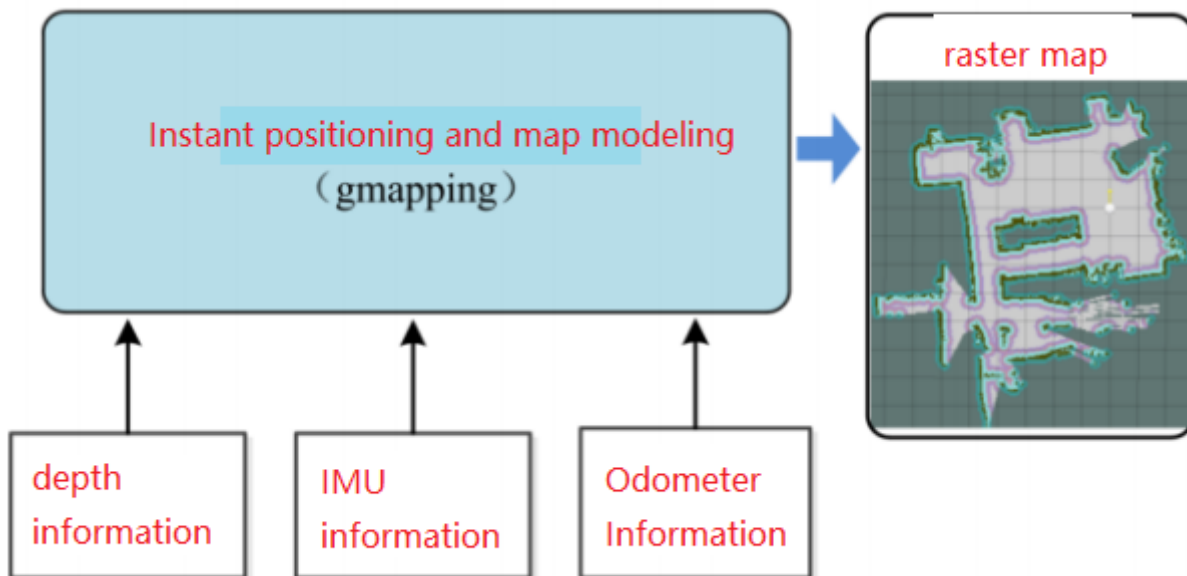 Instant positioning and map modeling
（gmapping）
raster map
depth
information
IMU
information
Odometer
Information